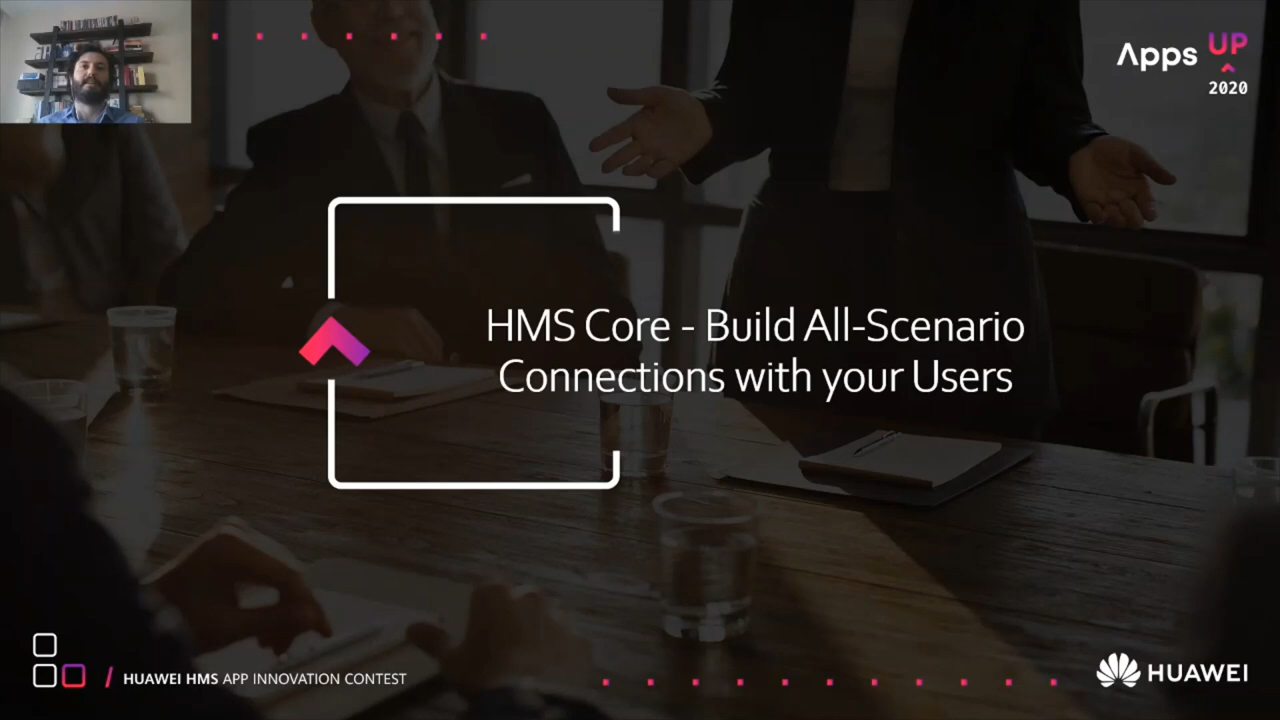 Apps UP
2020
HMS Core - Build All-Scenario
Connections with your Users
/ HUAWEI HMS APP INNOVATION CONTEST
HUAWEI